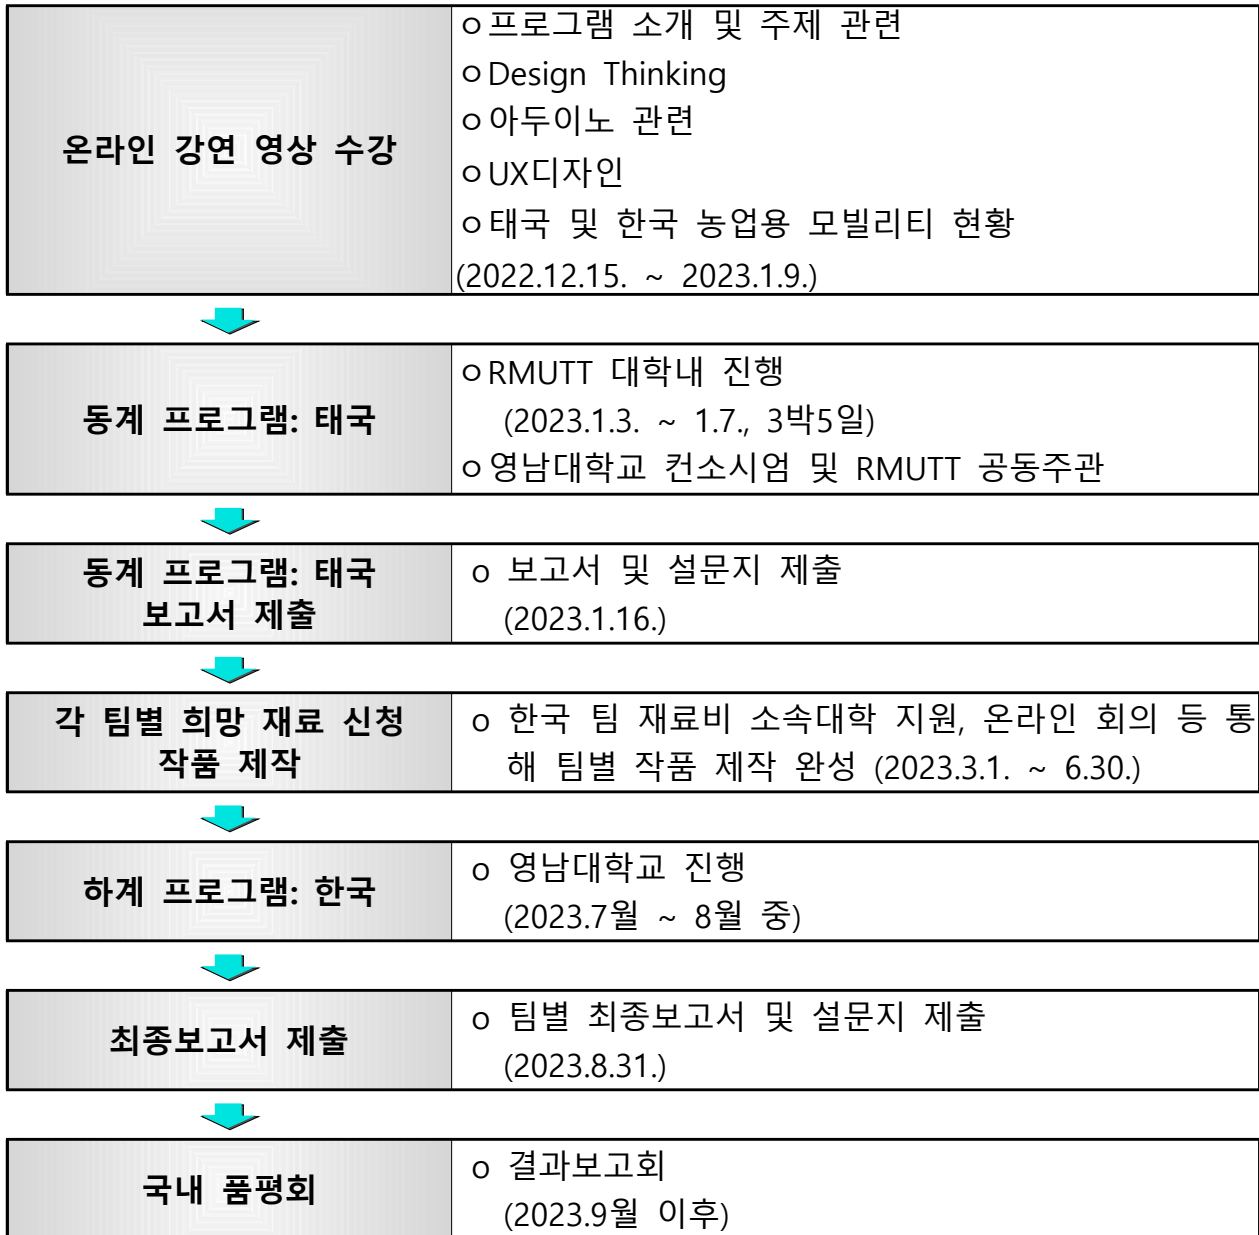 온라인 강연 영상 수강
ㅇ프로그램 소개 및 주제 관련
ㅇDesign Thinking
ㅇ아두이노 관련
ㅇUX디자인
ㅇ태국 및 한국 농업용 모빌리티 현황
(2022.12.15. ~ 2023.1.9.)
동계 프로그램: 태국
ㅇRMUTT 대학내 진행
(2023.1.3. ~ 1.7., 3박5일)
ㅇ영남대학교 컨소시엄 및 RMUTT 공동주관
동계 프로그램: 태국
보고서 제출
ㅇ 보고서 및 설문지 제출
(2023.1.16.)
각 팀별 희망 재료 신청
작품 제작
ㅇ 한국 팀 재료비 소속대학 지원, 온라인 회의 등 통
해 팀별 작품 제작 완성 (2023.3.1. ~ 6.30.)
하계 프로그램: 한국
ㅇ 영남대학교 진행
(2023.7월 ~ 8월 중)
최종보고서 제출
ㅇ 팀별 최종보고서 및 설문지 제출
(2023.8.31.)
국내 품평회
ㅇ 결과보고회
(2023.9월 이후)